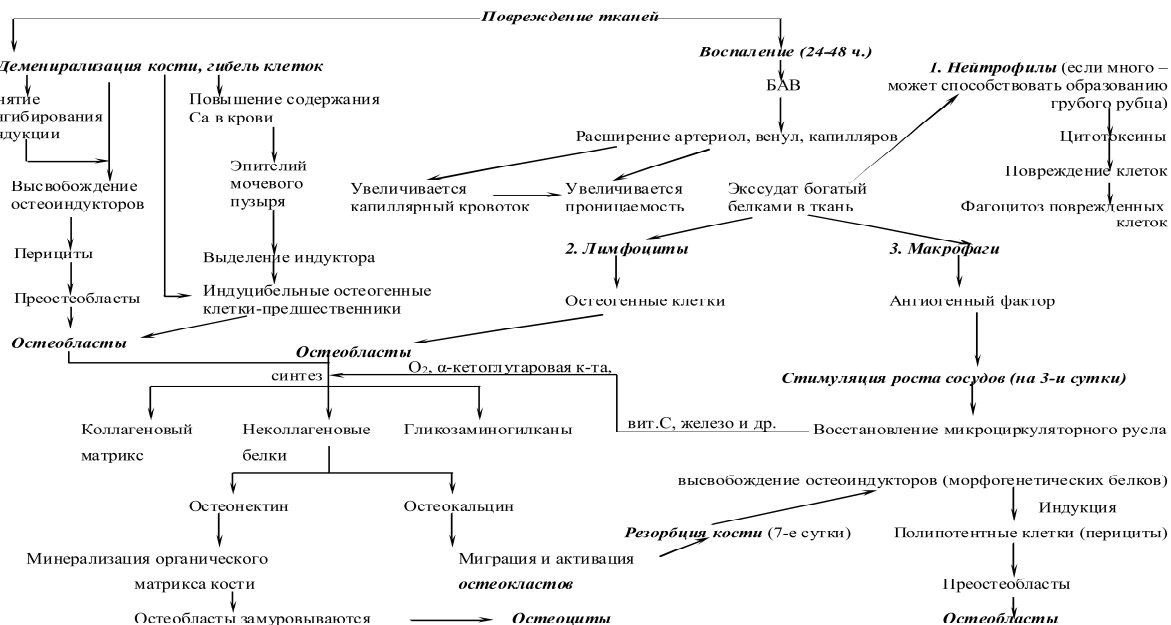 Повреждение тканей
Воспаление (24-48 ч.)
Деменирализация кости, гибель клеток
1. Нейтрофилы (если много –
может способствовать образованию
грубого рубца)
БАВ
нятие
нгибирования
ндукции
Повышение содержания
Са в крови
Расширение артериол, венул, капилляров
Цитотоксины
Эпителий
мочевого
пузыря
Повреждение клеток
Высвобождение
остеоиндукторов
Увеличивается
капиллярный кровоток
Увеличивается
проницаемость
Экссудат богатый
белками в ткань
Фагоцитоз поврежденных
клеток
Перициты
Выделение индуктора
2. Лимфоциты
3. Макрофаги
Преостеобласты
Индуцибельные остеогенные
клетки-предшественники
Остеогенные клетки
Ангиогенный фактор
Остеобласты
Остеобласты
синтез
О₂, α-кетоглутаровая к-та,
Стимуляция роста сосудов (на 3-и сутки)
вит.С, железо и др.
Восстановление микроциркуляторного русла
Коллагеновый
матрикс
Неколлагеновые
белки
Гликозаминогилканы
высвобождение остеоиндукторов (морфогенетических белков)
Индукция
Остеонектин
Остеокальцин
Резорбция кости (7-е сутки)
Полипотентные клетки (перициты)
Минерализация органического
матрикса кости
Миграция и активация
остеокластов
Преостеобласты
Остеобласты замуровываются
Остеоциты
Остеобласты